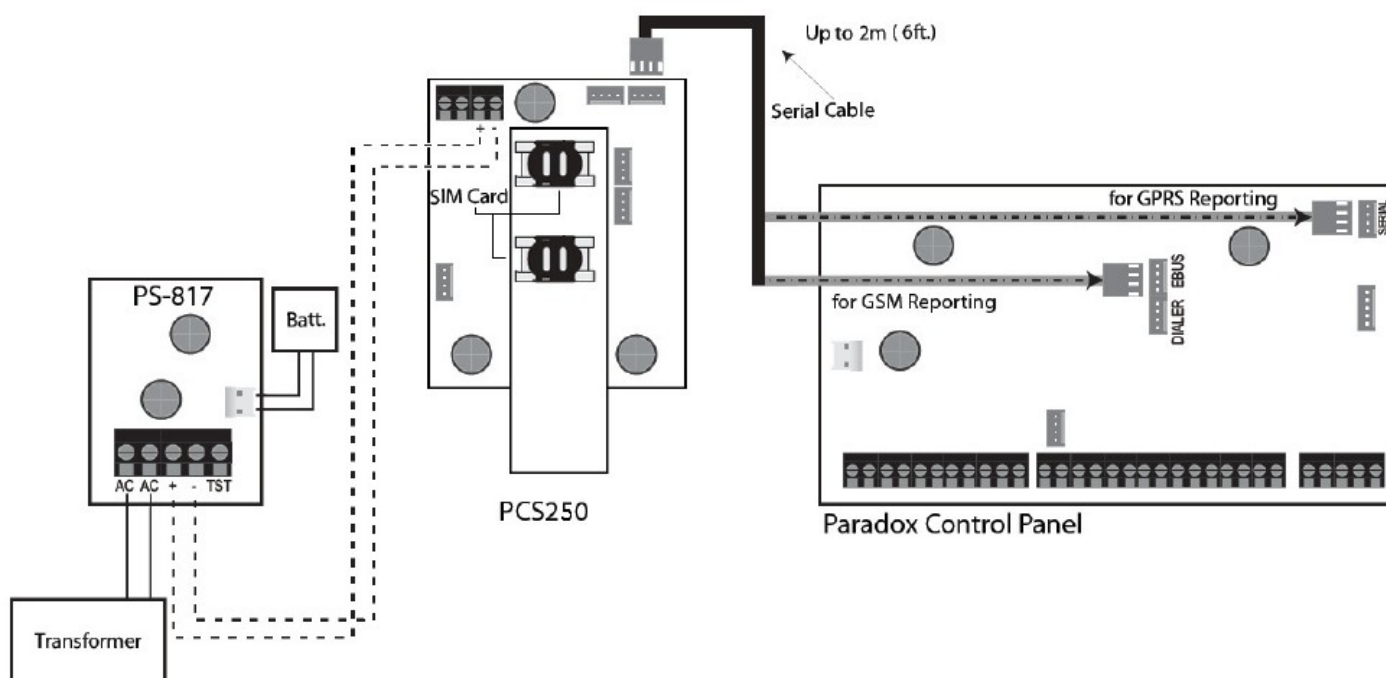 Up to 2m ( 6ft.)
Serial Cable
+ -
SIM Card
for GPRS Reporting
SERIAL
for GSM Reporting
EBUS
DIALER
PS-817
Batt.
AC AC + - TST
PCS250
Paradox Control Panel
Transformer